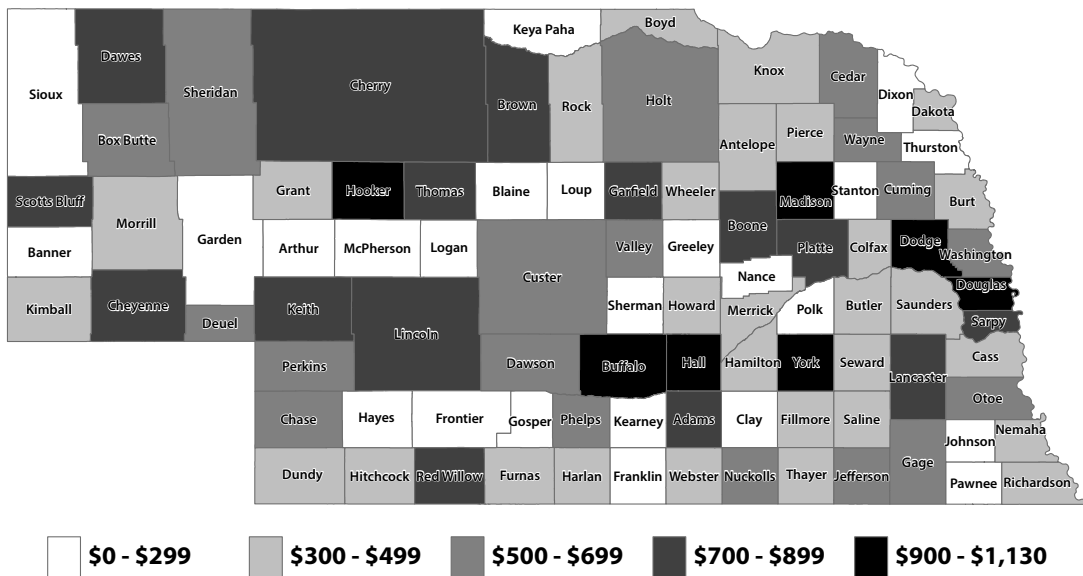 Keya Paha
Boyd
Dawes
Sioux
Sheridan
Cherry
Brown
Rock
Holt
Knox
Cedar
Dixon
Dakota
Box Butte
Antelope
Pierce
Wayne
Thurston
Scotts Bluff
Morrill
Grant
Hooker
Thomas
Blaine
Loup
Garfield
Wheeler
Boone
Madison
Stanton
Cuming
Burt
Banner
Garden
Arthur
McPherson
Logan
Custer
Valley
Greeley
Nance
Platte
Colfax
Dodge
Washington
Kimball
Cheyenne
Deuel
Keith
Lincoln
Sherman
Howard
Merrick
Polk
Butler
Saunders
Douglas
Sarpy
Perkins
Dawson
Buffalo
Hall
Hamilton
York
Seward
Lancaster
Cass
Otoe
Chase
Hayes
Frontier
Gosper
Phelps
Kearney
Adams
Clay
Fillmore
Saline
Johnson
Nemaha
Dundy
Hitchcock
Red Willow
Furnas
Harlan
Franklin
Webster
Nuckolls
Thayer
Jefferson
Gage
Pawnee
Richardson
$0 - $299
$300 - $499
$500 - $699
$700 - $899
$900 - $1,130